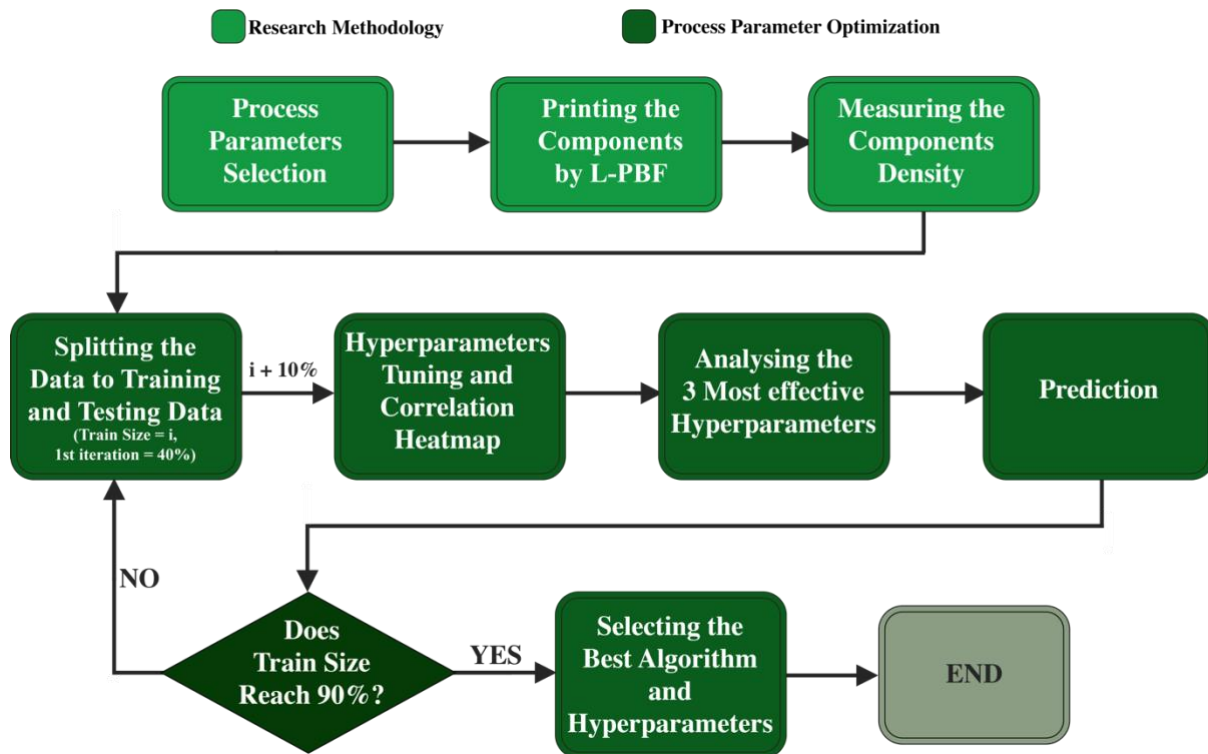 Research Methodology
Process Parameter Optimization
Process
Parameters
Selection
Printing the
Components
by L-PBF
Measuring the
Components
Density
Splitting the
Data to Training
and Testing Data
(Train Size = i,
1st iteration = 40%)
i + 10%
Hyperparameters
Tuning and
Correlation
Heatmap
Analysing the
3 Most effective
Hyperparameters
Prediction
NO
Does
Train Size
Reach 90%?
YES
Selecting the
Best Algorithm
and
Hyperparameters
END